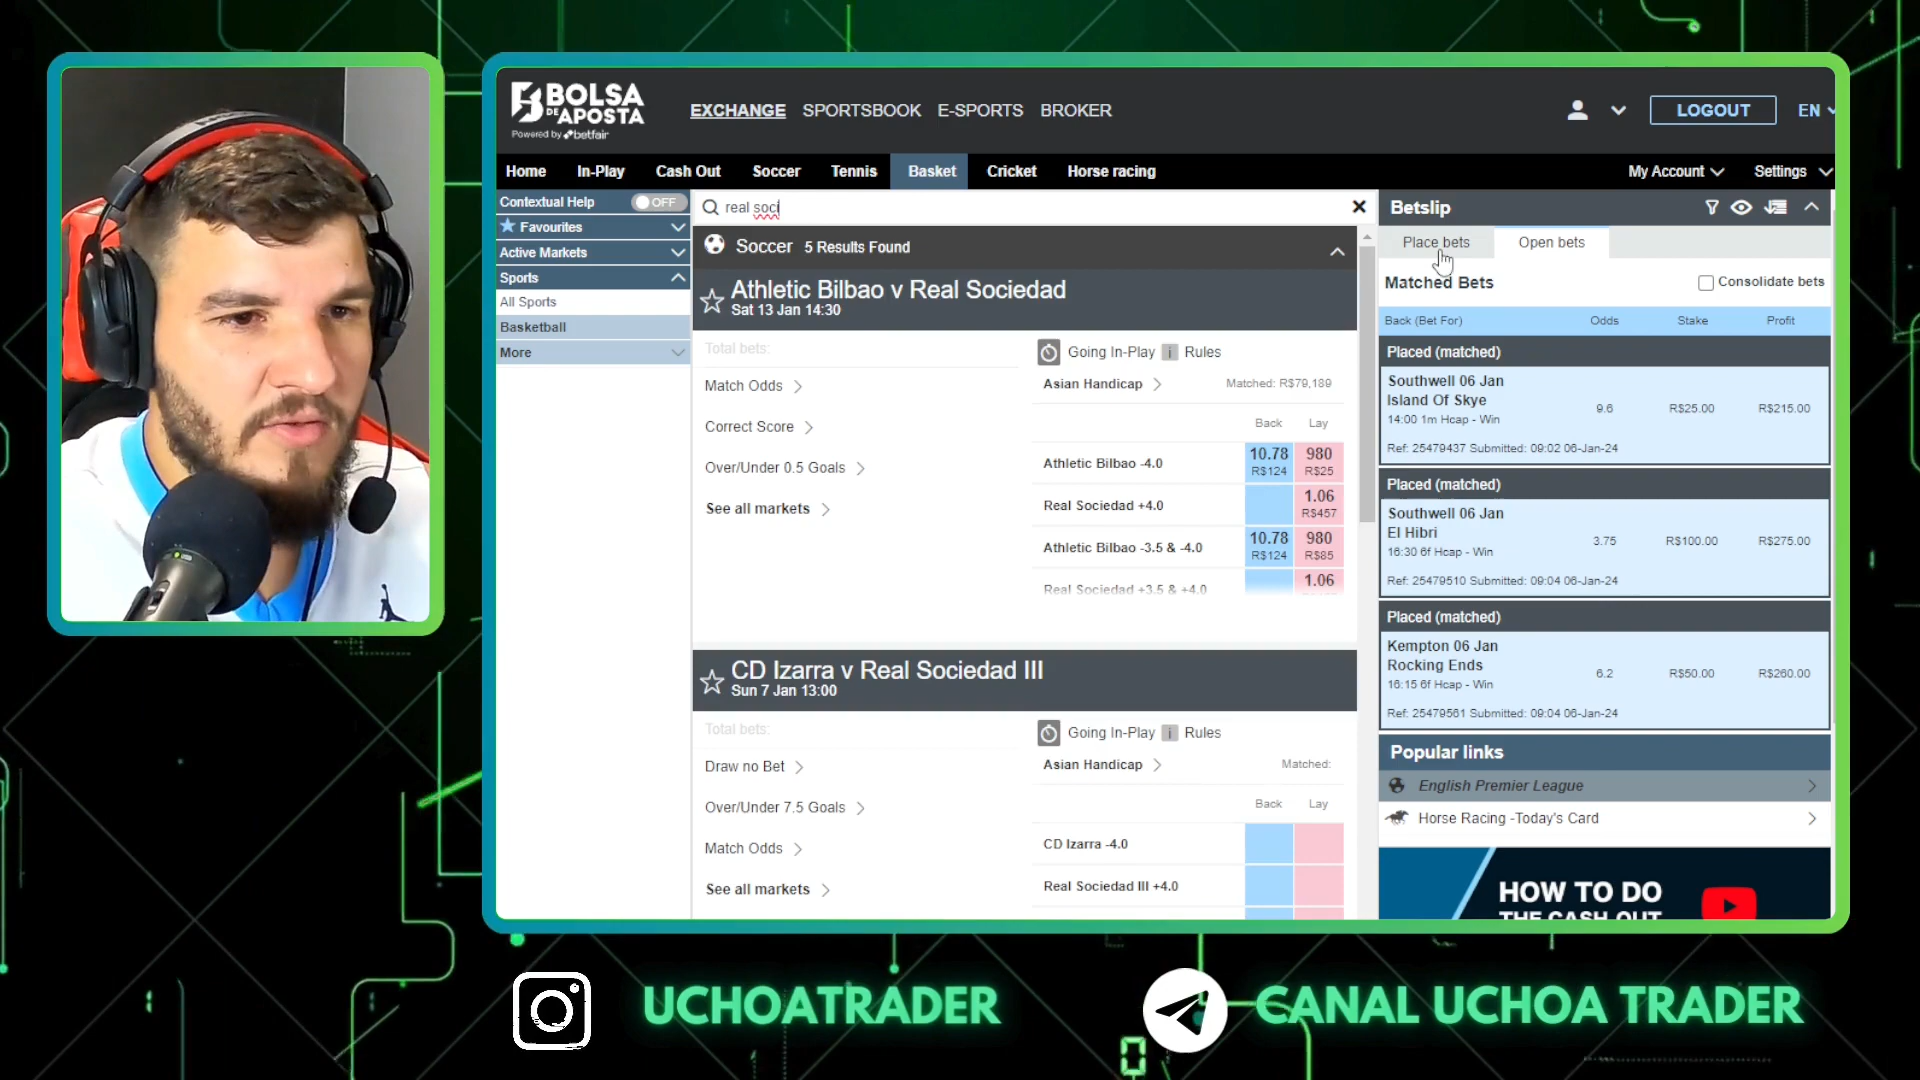 BOLSA
DE APOSTA
Powered by betfair
EXCHANGE SPORTSBOOK E-SPORTS BROKER
LOGOUT EN
Home In-Play Cash Out Soccer Tennis Basket Cricket Horse racing My Account Settings
Contextual Help OFF
Favourites
Active Markets
Sports
All Sports
Basketball
More
real soci
Soccer 5 Results Found
Athletic Bilbao v Real Sociedad
Sat 13 Jan 14:30
Total bets:
Match Odds
Correct Score
Over/Under 0.5 Goals
See all markets
Going In-Play i Rules
Asian Handicap Matched: R$79,189
Back Lay
Athletic Bilbao -4.0 10.78 980
R$124 R$25
Real Sociedad +4.0 1.06
R$457
Athletic Bilbao -3.5 & -4.0 10.78 980
R$124 R$85
Real Sociedad +3.5 & +4.0 1.06
CD Izarra v Real Sociedad III
Sun 7 Jan 13:00
Total bets:
Draw no Bet
Over/Under 7.5 Goals
Match Odds
See all markets
Going In-Play i Rules
Asian Handicap Matched:
Back Lay
CD Izarra -4.0
Real Sociedad III +4.0
Betslip
Place bets Open bets
Matched Bets Consolidate bets
Back (Bet For) Odds Stake Profit
Placed (matched)
Southwell 06 Jan
Island Of Skye
14:00 1m Hcap - Win
9.6 R$25.00 R$215.00
Ref: 25479437 Submitted: 09:02 06-Jan-24
Placed (matched)
Southwell 06 Jan
El Hibri
16:30 6f Hcap - Win
3.75 R$100.00 R$275.00
Ref: 25479510 Submitted: 09:04 06-Jan-24
Placed (matched)
Kempton 06 Jan
Rocking Ends
16:15 6f Hcap - Win
6.2 R$50.00 R$260.00
Ref: 25479561 Submitted: 09:04 06-Jan-24
Popular links
English Premier League
Horse Racing -Today's Card
HOW TO DO
THE CASH OUT
UCHOATRADER
CANAL UCHOA TRADER